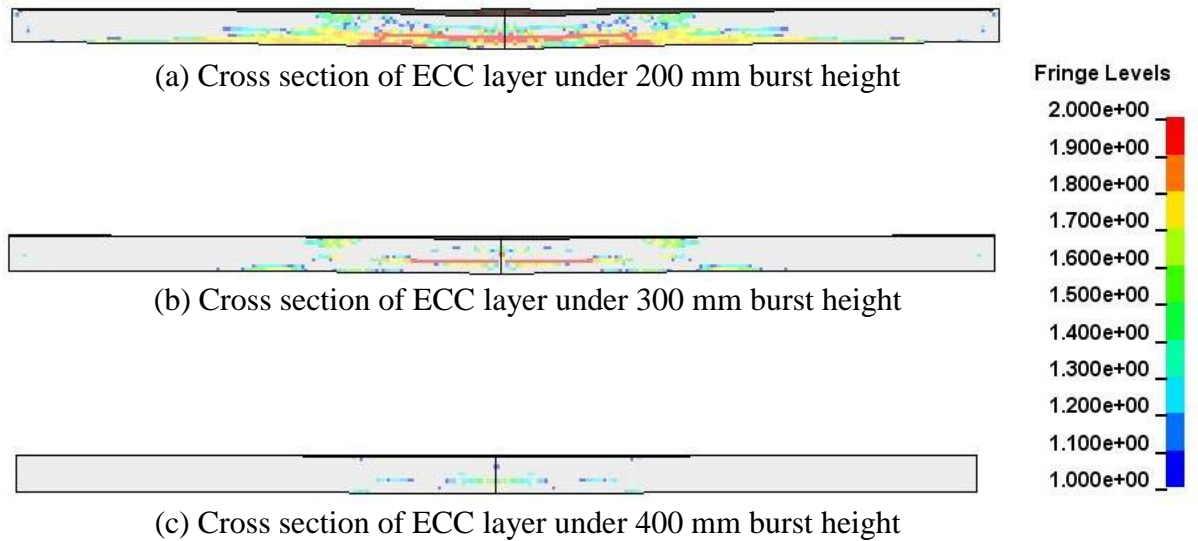 (a) Cross section of ECC layer under 200 mm burst height
Fringe Levels
2.000e+00
1.900e+00
1.800e+00
1.700e+00
1.600e+00
1.500e+00
1.400e+00
1.300e+00
1.200e+00
1.100e+00
1.000e+00
(b) Cross section of ECC layer under 300 mm burst height
(c) Cross section of ECC layer under 400 mm burst height